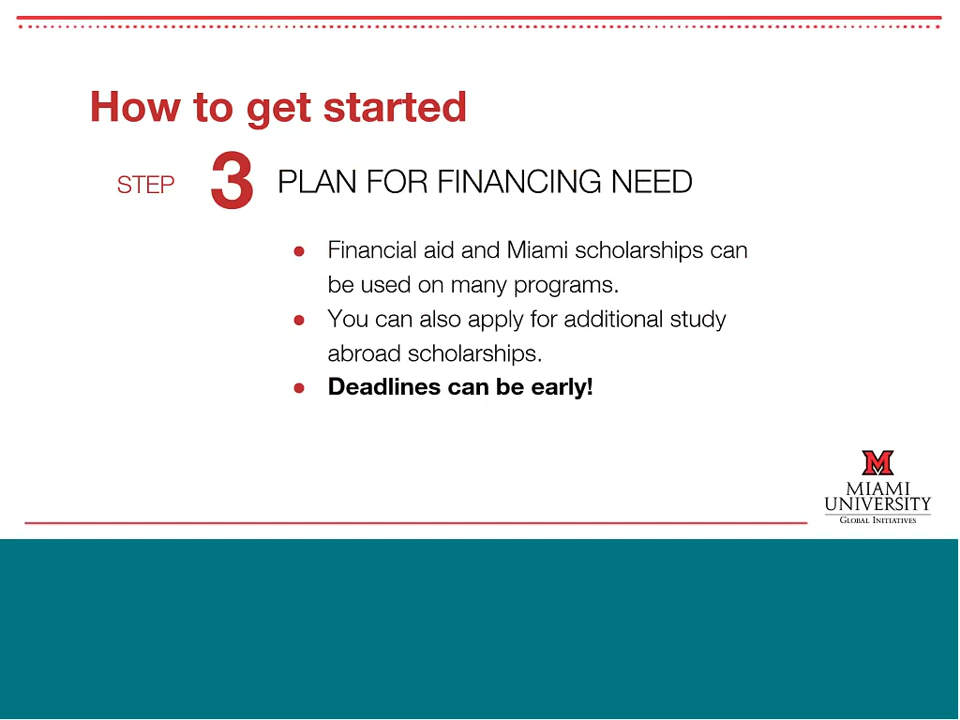 How to get started
STEP 3 PLAN FOR FINANCING NEED
● Financial aid and Miami scholarships can
be used on many programs.
● You can also apply for additional study
abroad scholarships.
● Deadlines can be early!
M
MIAMI
UNIVERSITY
GLOBAL INITIATIVES